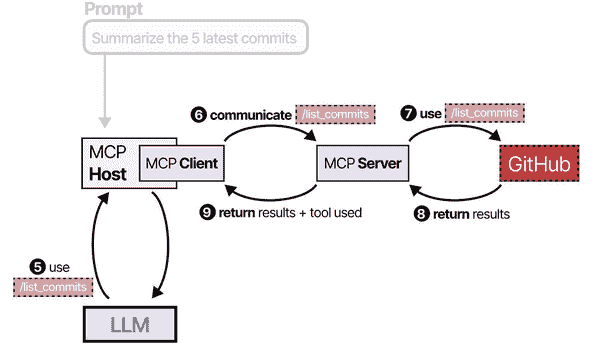 Prompt
Summarize the 5 latest commits
6 communicate /list_commits
7 use /list_commits
MCP
Host
MCP Client
MCP Server
GitHub
9 return results + tool used
8 return results
5 use
/list_commits
LLM